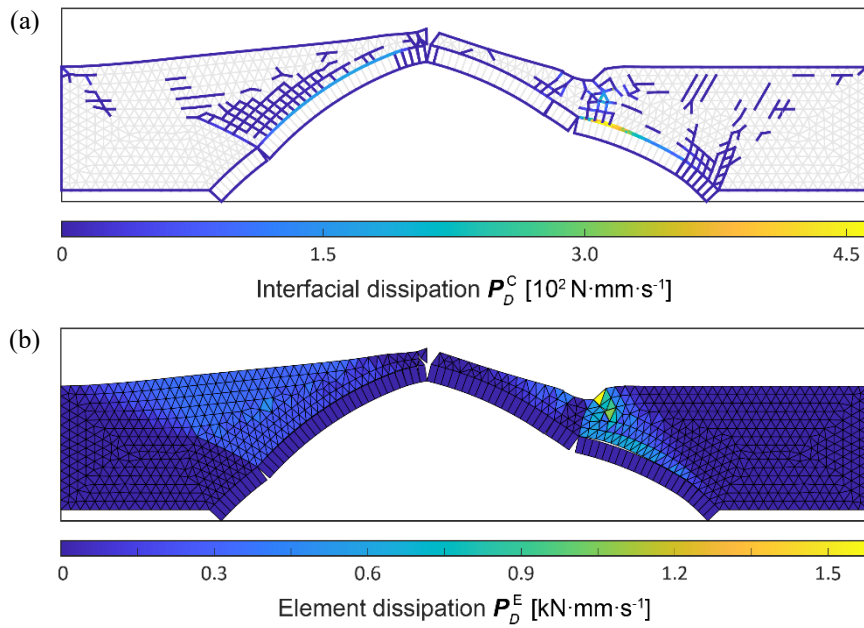 (a)
0 1.5 3.0 4.5
Interfacial dissipation P_D^C [10² N·mm·s⁻¹]
(b)
0 0.3 0.6 0.9 1.2 1.5
Element dissipation P_D^E [kN·mm·s⁻¹]